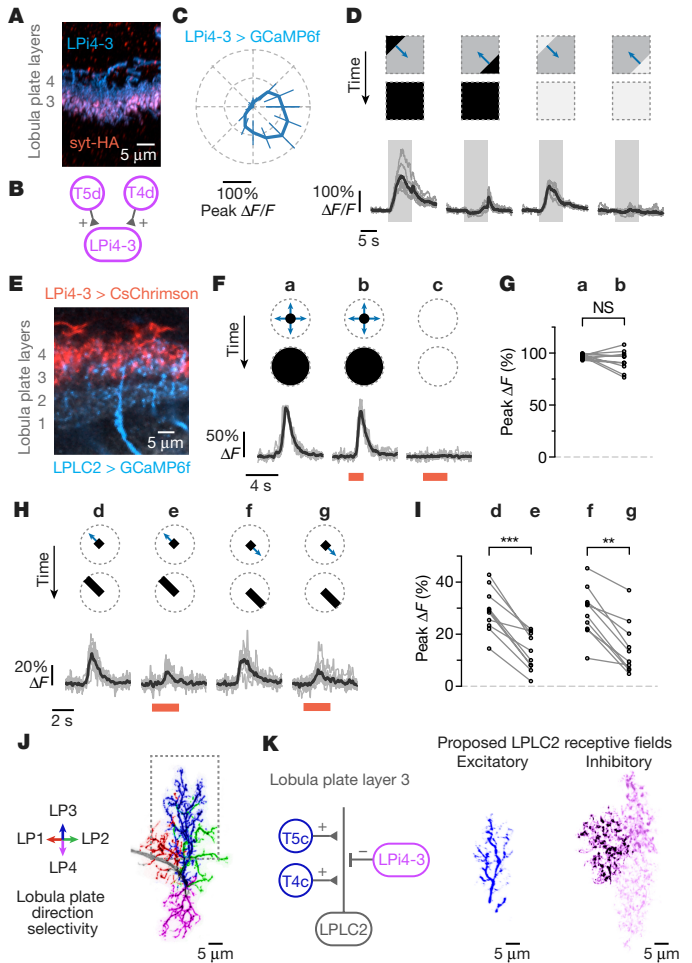 A
LPi4-3
Lobula plate layers
4
3
syt-HA
5 μm
B
T5d
T4d
+
+
LPi4-3
C
LPi4-3 > GCaMP6f
100%
Peak ΔF/F
D
Time
100%
ΔF/F
5 s
E
LPi4-3 > CsChrimson
Lobula plate layers
4
3
2
1
5 μm
LPLC2 > GCaMP6f
F
a
b
c
Time
50%
ΔF
4 s
G
a
b
NS
Peak ΔF (%)
100
50
0
H
d
e
f
g
Time
20%
ΔF
2 s
I
d
e
f
g
***
**
Peak ΔF (%)
40
20
0
J
LP3
LP1
LP2
LP4
Lobula plate
direction
selectivity
5 μm
K
Lobula plate layer 3
T5c
+
T4c
+
−
LPi4-3
LPLC2
Proposed LPLC2 receptive fields
Excitatory
Inhibitory
5 μm
5 μm